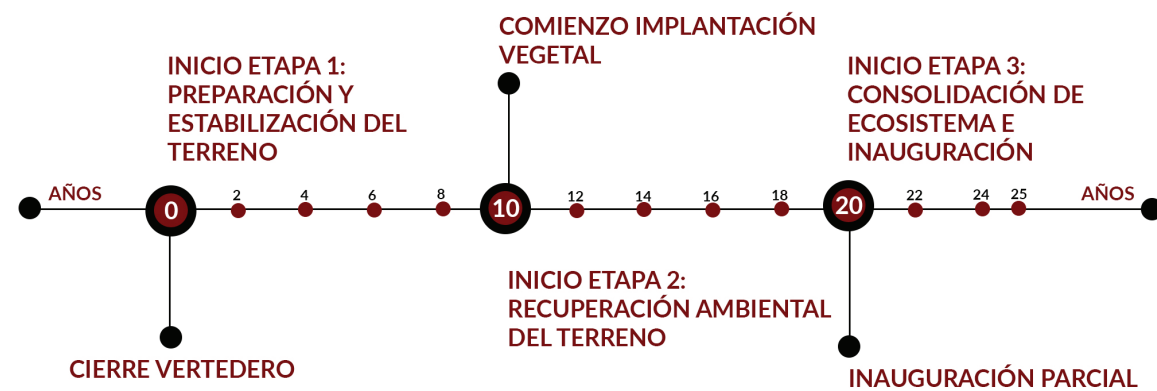 COMIENZO IMPLANTACIÓN
VEGETAL
INICIO ETAPA 1:
PREPARACIÓN Y
ESTABILIZACIÓN DEL
TERRENO
INICIO ETAPA 3:
CONSOLIDACIÓN DE
ECOSISTEMA E
INAUGURACIÓN
AÑOS 0 2 4 6 8 10 12 14 16 18 20 22 24 25 AÑOS
INICIO ETAPA 2:
RECUPERACIÓN AMBIENTAL
DEL TERRENO
CIERRE VERTEDERO
INAUGURACIÓN PARCIAL